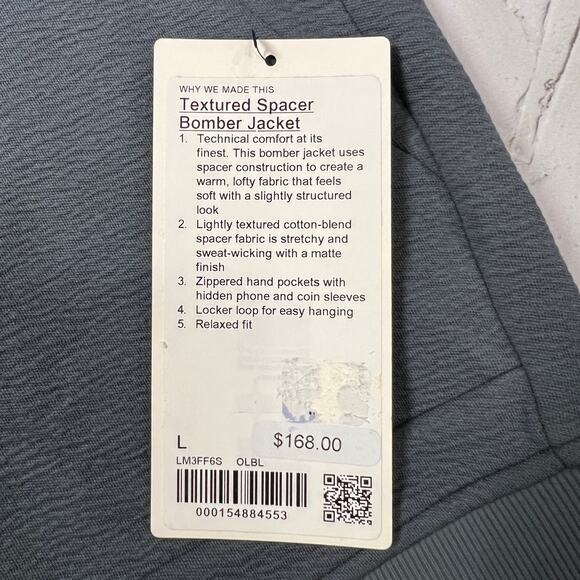 WHY WE MADE THIS
Textured Spacer
Bomber Jacket
1. Technical comfort at its
finest. This bomber jacket uses
spacer construction to create a
warm, lofty fabric that feels
soft with a slightly structured
look
2. Lightly textured cotton-blend
spacer fabric is stretchy and
sweat-wicking with a matte
finish
3. Zippered hand pockets with
hidden phone and coin sleeves
4. Locker loop for easy hanging
5. Relaxed fit
L
$168.00
LM3FF6S OLBL
000154884553